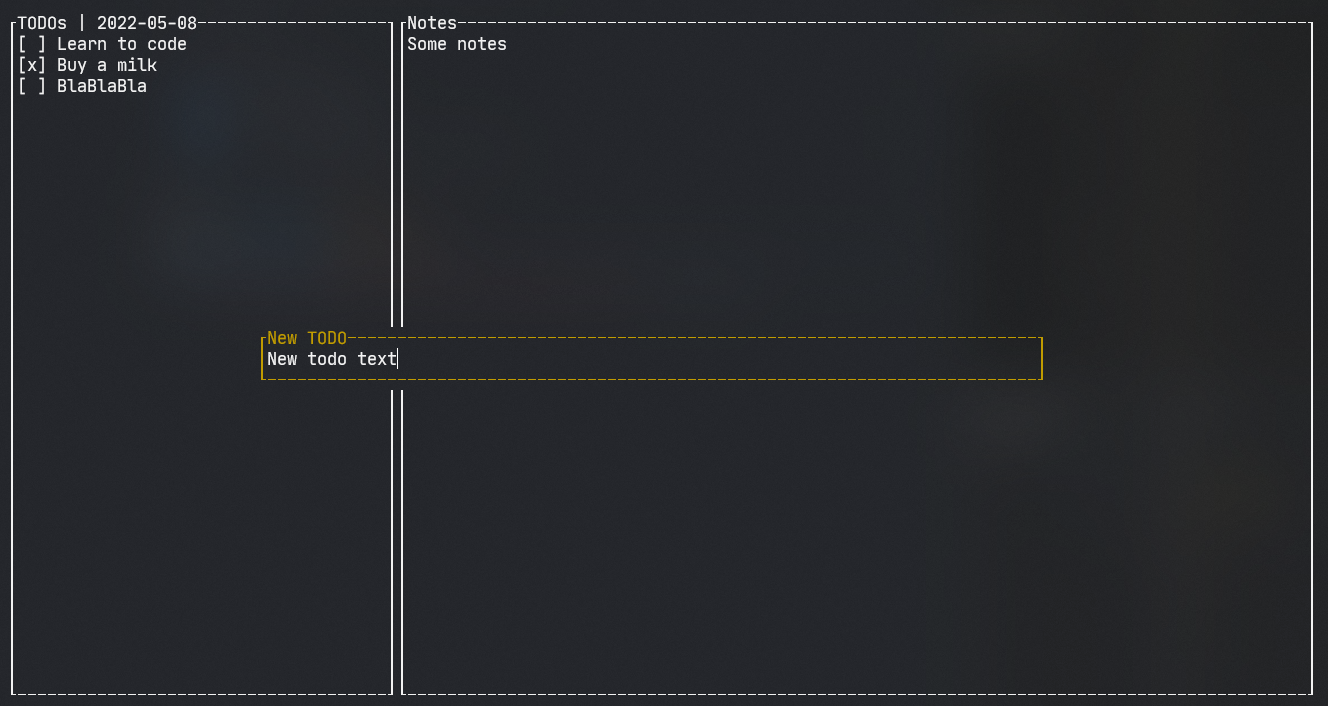 TODOs | 2022-05-08
[ ] Learn to code
[x] Buy a milk
[ ] BlaBlaBla
Notes
Some notes
New TODO
New todo text